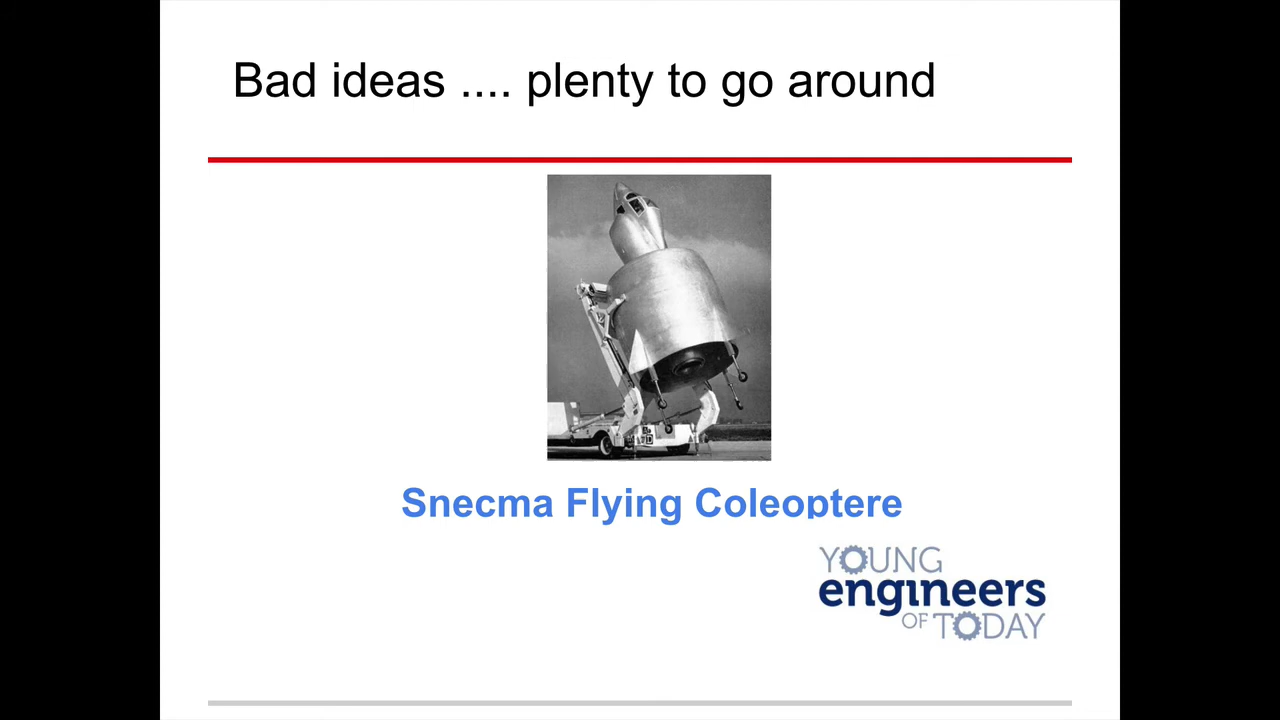 Bad ideas .... plenty to go around
Snecma Flying Coleoptere
YOUNG
engineers
OF TODAY